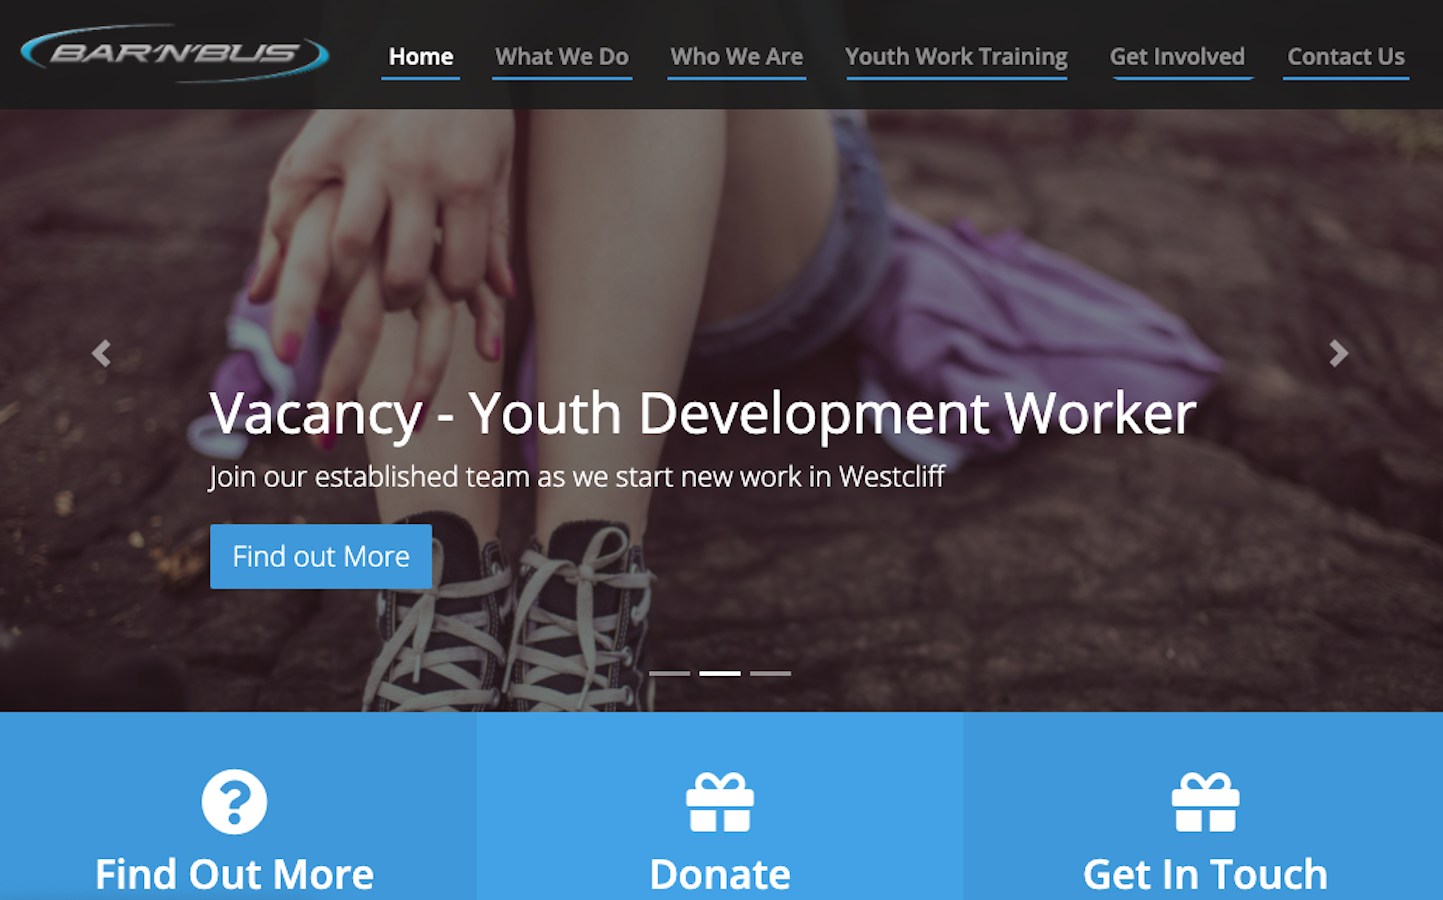 BAR'N'BUS
Home
What We Do
Who We Are
Youth Work Training
Get Involved
Contact Us
Vacancy - Youth Development Worker
Join our established team as we start new work in Westcliff
Find out More
Find Out More
Donate
Get In Touch